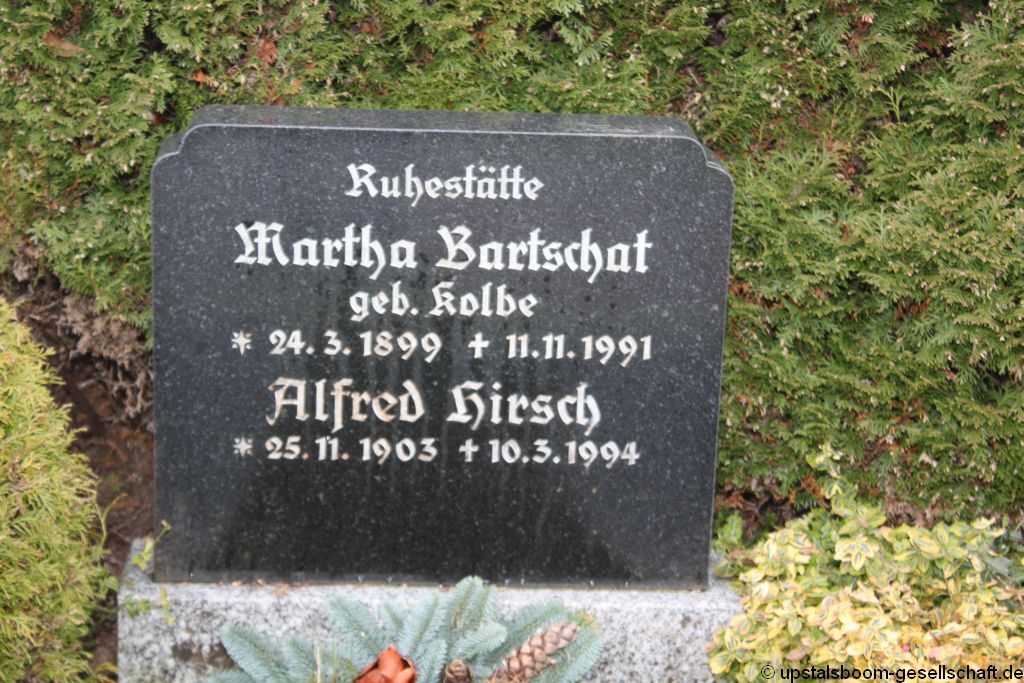 Ruhestätte
Martha Bartschat
geb. Kolbe
* 24. 3. 1899 + 11. 11. 1991
Alfred Hirsch
* 25. 11. 1903 + 10. 3. 1994
© upstalsboom-gesellschaft.de